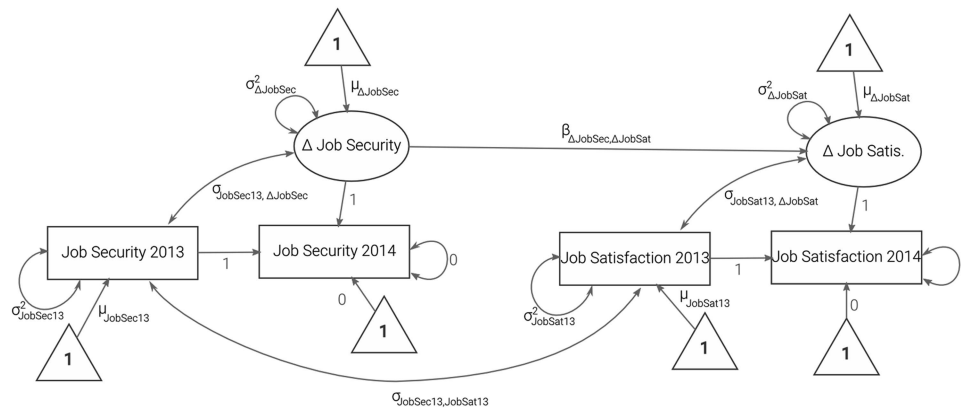 1
1
σ²ΔJobSec
μΔJobSec
σ²ΔJobSat
μΔJobSat
Δ Job Security
βΔJobSec,ΔJobSat
Δ Job Satis.
σJobSec13, ΔJobSec
1
σJobSat13, ΔJobSat
1
Job Security 2013
1
Job Security 2014
0
Job Satisfaction 2013
1
Job Satisfaction 2014
σ²JobSec13
μJobSec13
0
σ²JobSat13
μJobSat13
0
1
1
1
1
σJobSec13,JobSat13